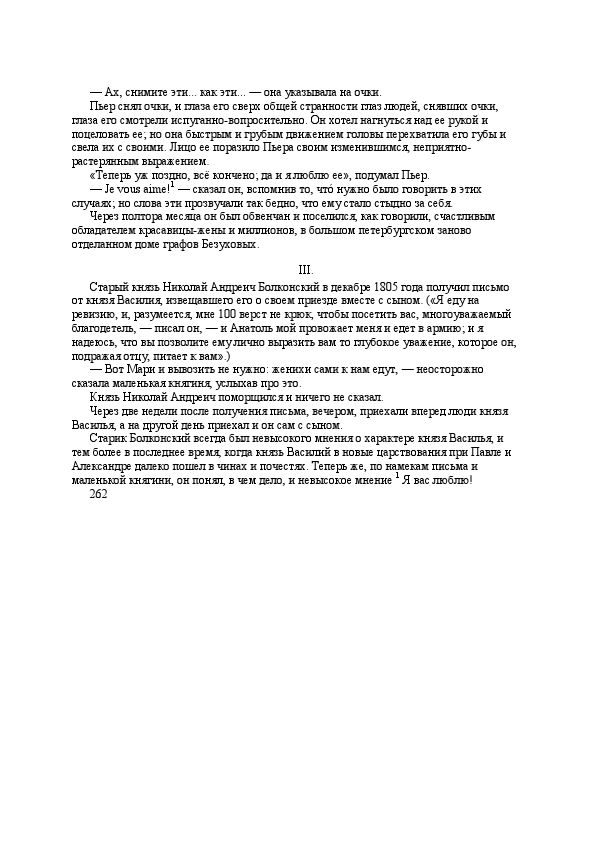 — Ах, снимите эти... как эти... — она указывала на очки.
Пьер снял очки, и глаза его сверх общей странности глаз людей, снявших очки,
глаза его смотрели испуганно-вопросительно. Он хотел нагнуться над ее рукой и
поцеловать ее; но она быстрым и грубым движением головы перехватила его губы и
свела их с своими. Лицо ее поразило Пьера своим изменившимся, неприятно-
растерянным выражением.
«Теперь уж поздно, всё кончено; да и я люблю ее», подумал Пьер.
— Je vous aime!¹ — сказал он, вспомнив то, что́ нужно было говорить в этих
случаях; но слова эти прозвучали так бедно, что ему стало стыдно за себя.
Через полтора месяца он был обвенчан и поселился, как говорили, счастливым
обладателем красавицы-жены и миллионов, в большом петербургском заново
отделанном доме графов Безуховых.
III.
Старый князь Николай Андреич Болконский в декабре 1805 года получил письмо
от князя Василия, извещавшего его о своем приезде вместе с сыном. («Я еду на
ревизию, и, разумеется, мне 100 верст не крюк, чтобы посетить вас, многоуважаемый
благодетель, — писал он, — и Анатоль мой провожает меня и едет в армию; и я
надеюсь, что вы позволите ему лично выразить вам то глубокое уважение, которое он,
подражая отцу, питает к вам».)
— Вот Мари и вывозить не нужно: женихи сами к нам едут, — неосторожно
сказала маленькая княгиня, услыхав про это.
Князь Николай Андреич поморщился и ничего не сказал.
Через две недели после получения письма, вечером, приехали вперед люди князя
Василья, а на другой день приехал и он сам с сыном.
Старик Болконский всегда был невысокого мнения о характере князя Василья, и
тем более в последнее время, когда князь Василий в новые царствования при Павле и
Александре далеко пошел в чинах и почестях. Теперь же, по намекам письма и
маленькой княгини, он понял, в чем дело, и невысокое мнение ¹ Я вас люблю!
262